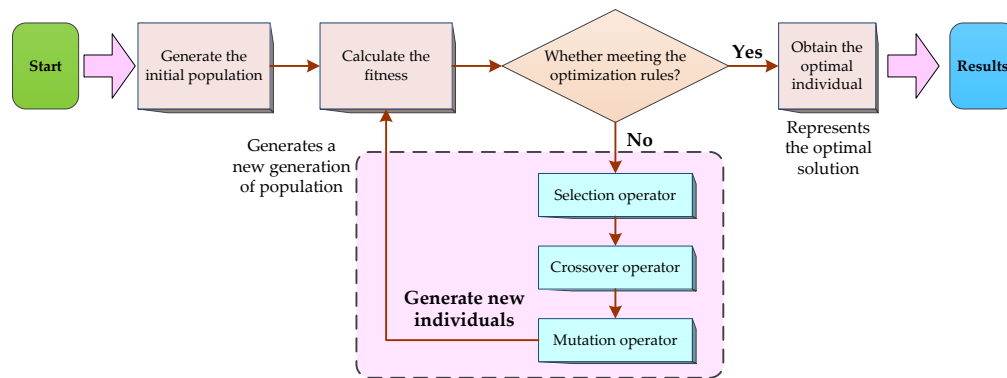 Start
Generate the
initial population
Calculate the
fitness
Whether meeting the
optimization rules?
Yes
Obtain the
optimal
individual
Results
Represents
the optimal
solution
No
Generates a
new generation
of population
Selection operator
Crossover operator
Generate new
individuals
Mutation operator